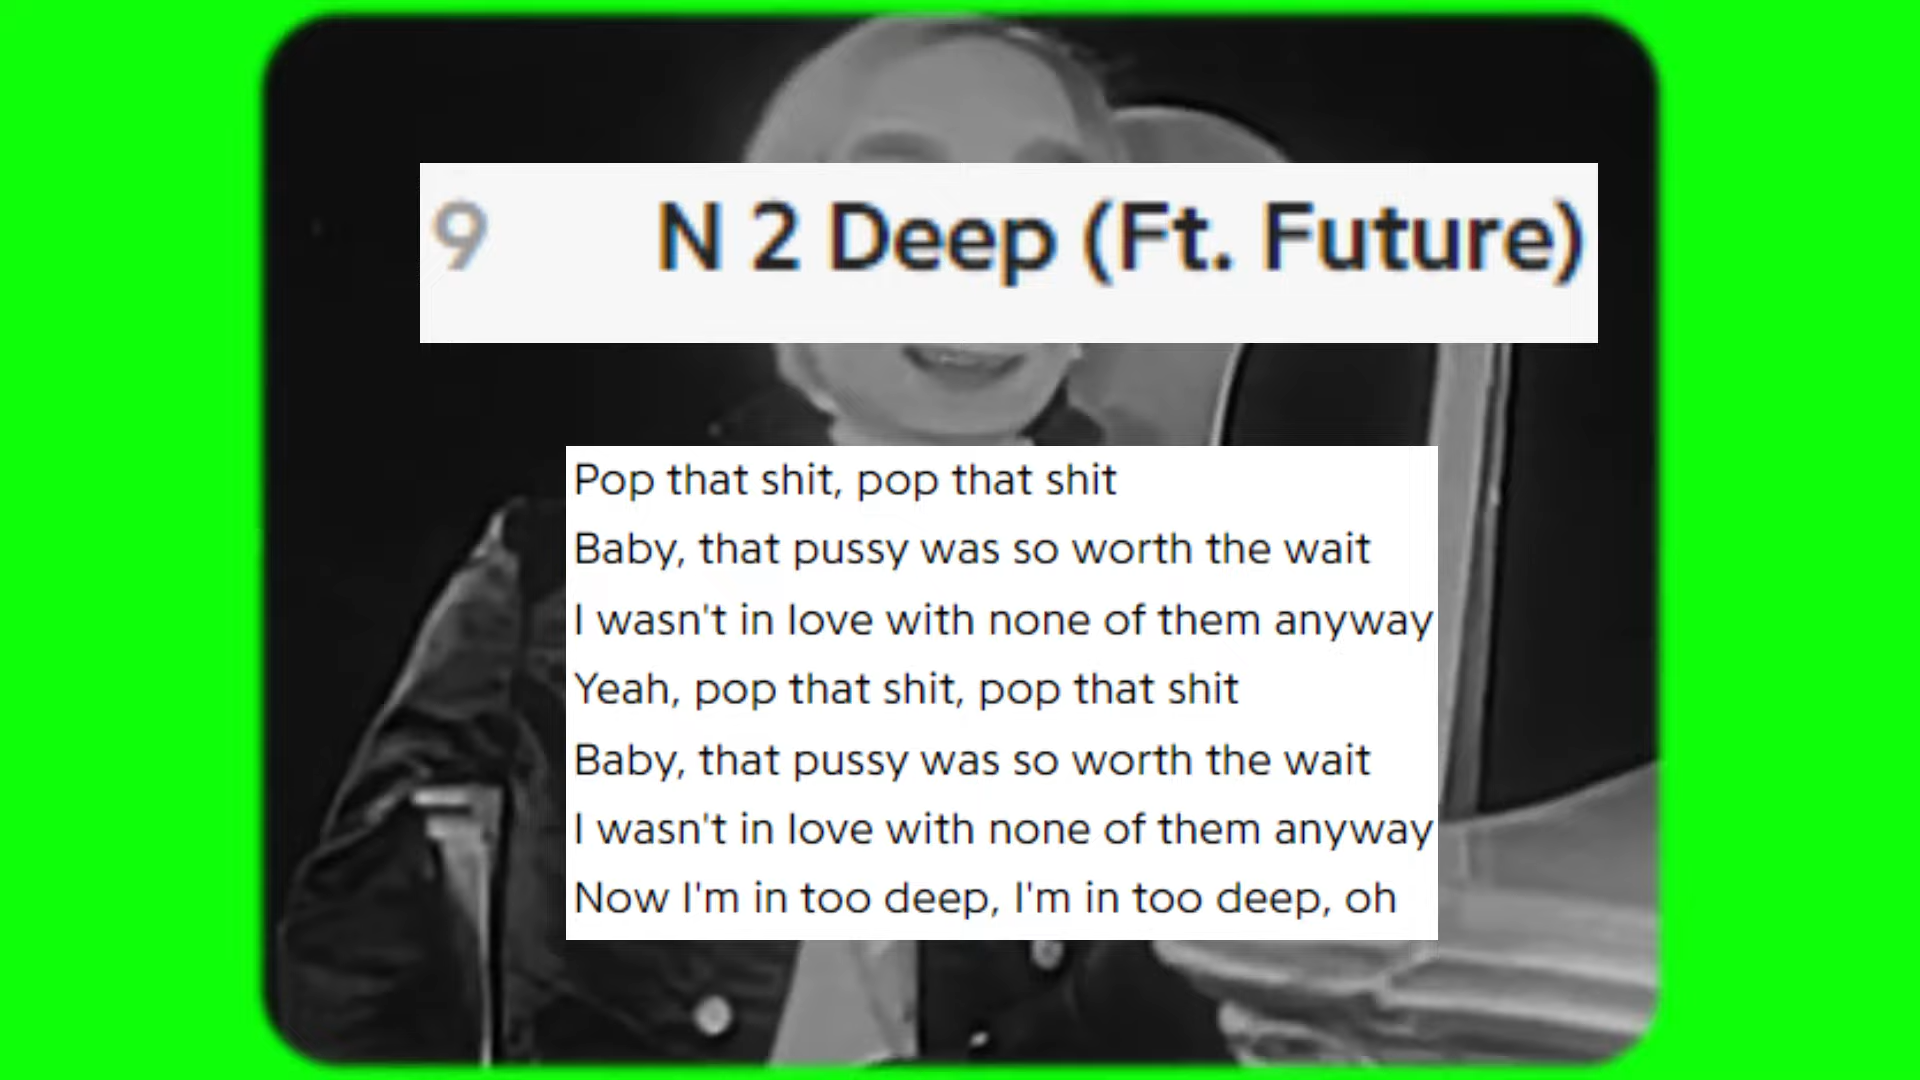 9 N 2 Deep (Ft. Future)
Pop that shit, pop that shit
Baby, that pussy was so worth the wait
I wasn't in love with none of them anyway
Yeah, pop that shit, pop that shit
Baby, that pussy was so worth the wait
I wasn't in love with none of them anyway
Now I'm in too deep, I'm in too deep, oh